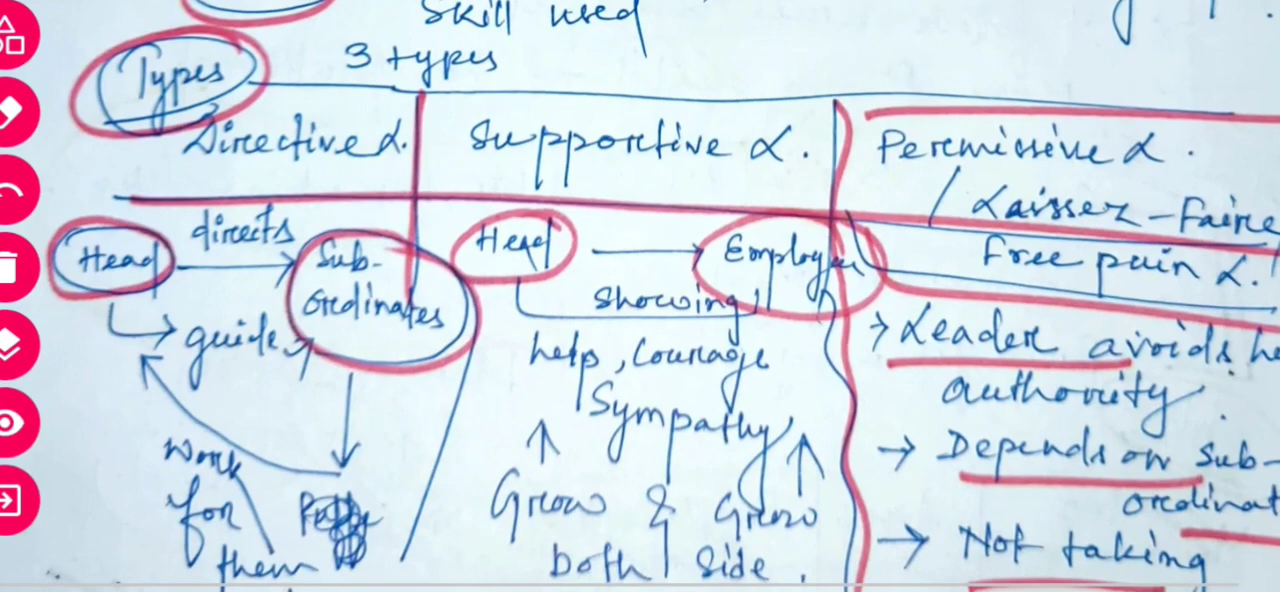 Skill used
3 types
Types
Directive L.
Supportive L.
Permissive L.
/ Laissez-Faire
Free rein L.
Head
directs
Sub-
ordinates
guide
Work
for
them
Head
Employee
showing
help, courage
Sympathy
Grow & Grow
both side.
→ Leader avoids
authority.
→ Depends on Sub-
ordinat
→ Not taking